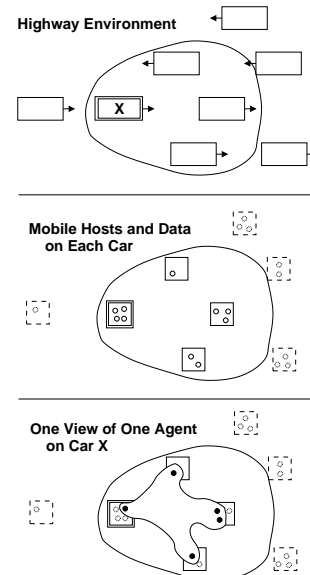 Highway Environment
X
Mobile Hosts and Data
on Each Car
One View of One Agent
on Car X